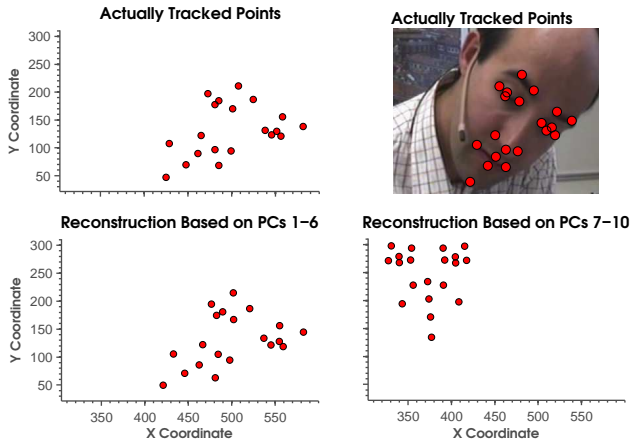 Actually Tracked Points
Actually Tracked Points
300
250
200
150
100
50
Y Coordinate
Reconstruction Based on PCs 1–6
Reconstruction Based on PCs 7–10
300
250
200
150
100
50
Y Coordinate
350 400 450 500 550
350 400 450 500 550
X Coordinate
X Coordinate